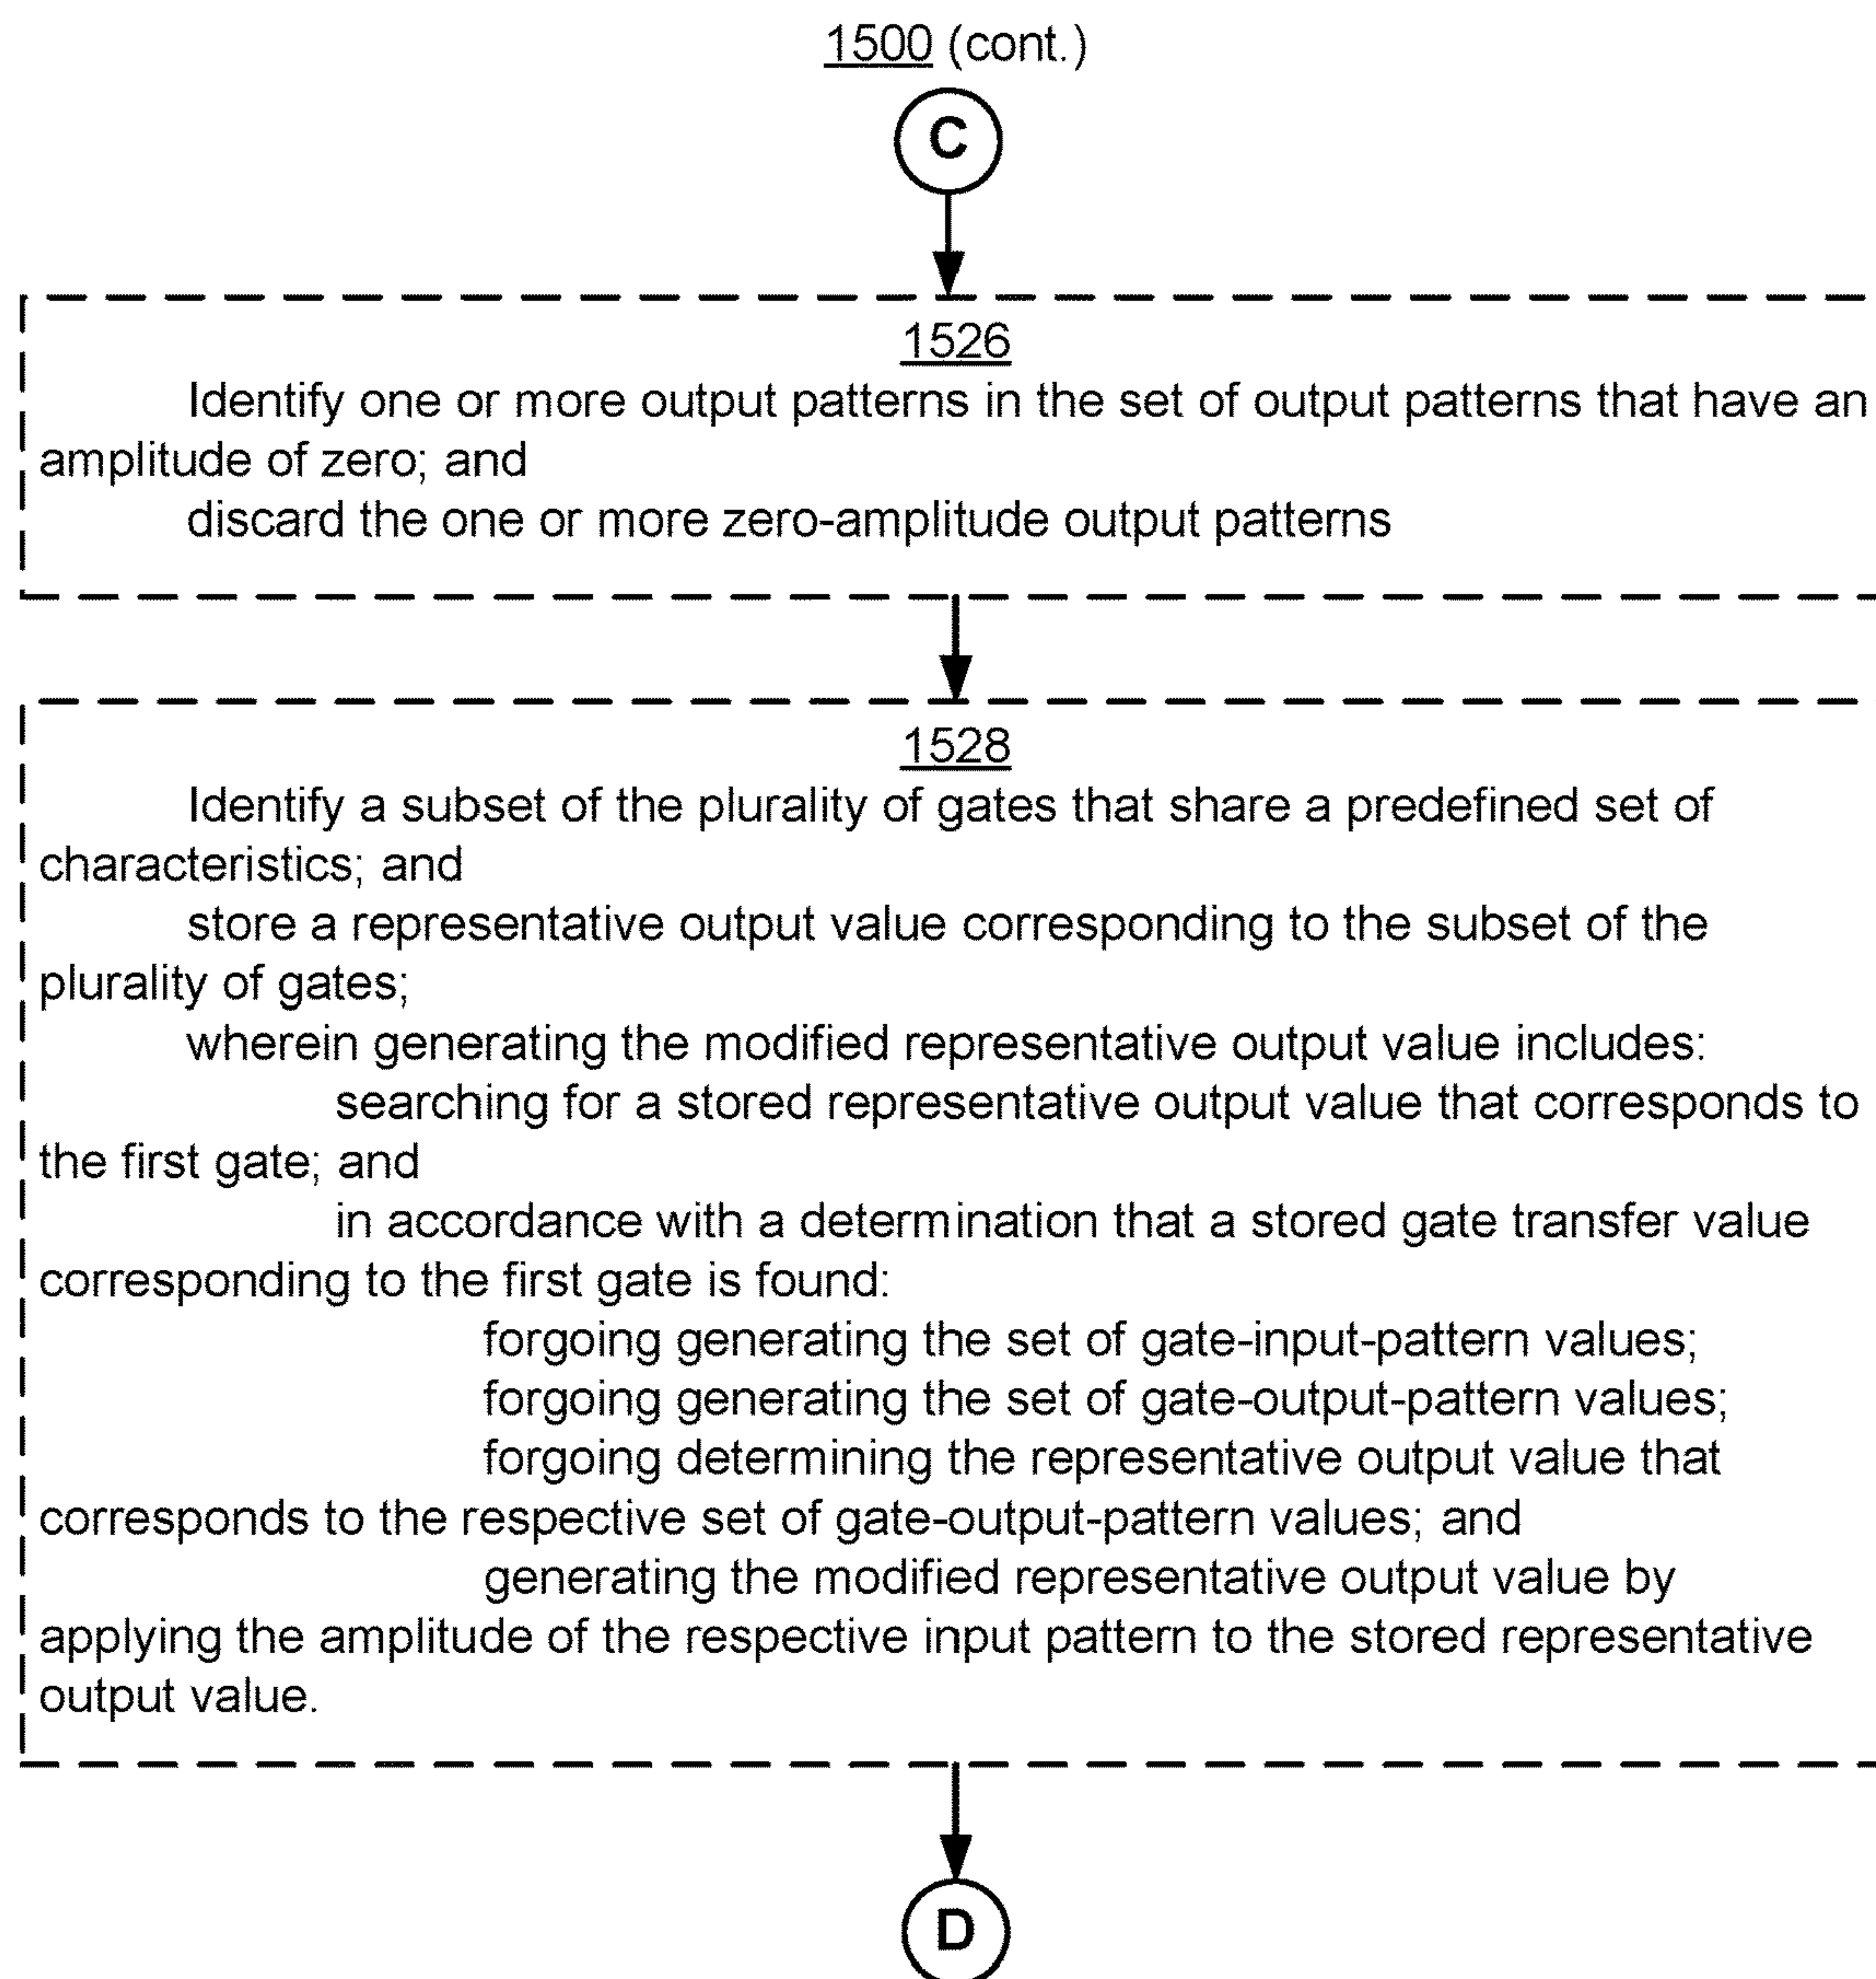 1500 (cont.)
C
1526
Identify one or more output patterns in the set of output patterns that have an
amplitude of zero; and
discard the one or more zero-amplitude output patterns
1528
Identify a subset of the plurality of gates that share a predefined set of
characteristics; and
store a representative output value corresponding to the subset of the
plurality of gates;
wherein generating the modified representative output value includes:
searching for a stored representative output value that corresponds to
the first gate; and
in accordance with a determination that a stored gate transfer value
corresponding to the first gate is found:
forgoing generating the set of gate-input-pattern values;
forgoing generating the set of gate-output-pattern values;
forgoing determining the representative output value that
corresponds to the respective set of gate-output-pattern values; and
generating the modified representative output value by
applying the amplitude of the respective input pattern to the stored representative
output value.
D